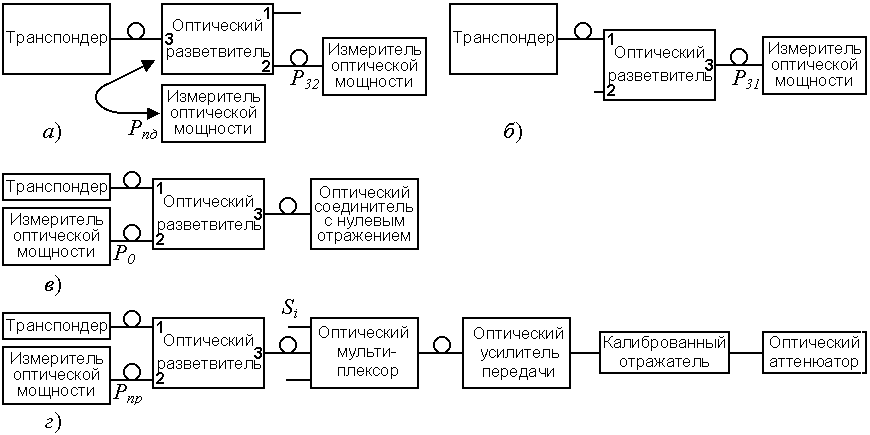 Транспондер
3
Оптический
разветвитель
1
2
P32
Измеритель
оптической
мощности
Измеритель
оптической
мощности
Pпд
а)
Транспондер
1
2
Оптический
разветвитель
3
P31
Измеритель
оптической
мощности
б)
Транспондер
Измеритель
оптической
мощности
P0
1
2
Оптический
разветвитель
3
Оптический
соединитель
с нулевым
отражением
в)
Транспондер
Измеритель
оптической
мощности
Pпр
1
2
Оптический
разветвитель
3
Si
Оптический
мульти-
плексор
Оптический
усилитель
передачи
Калиброванный
отражатель
Оптический
аттенюатор
г)